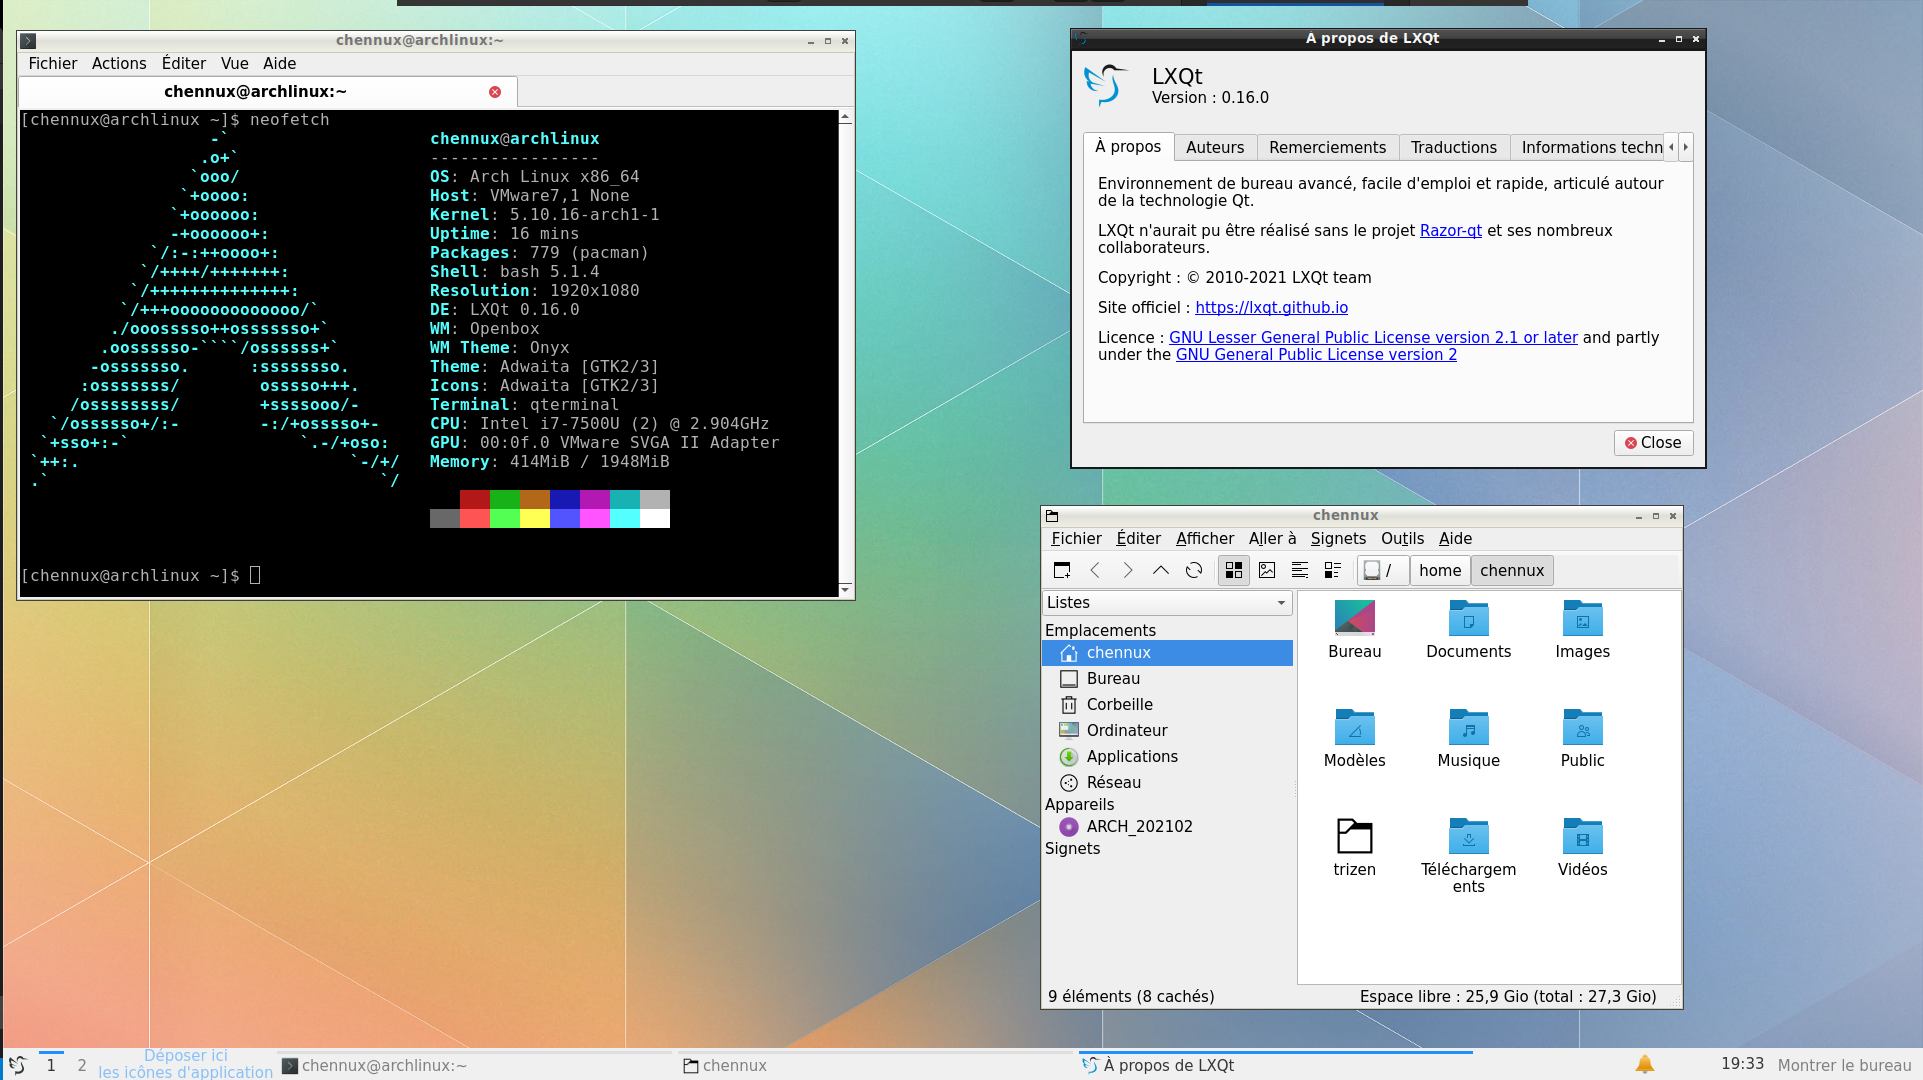 chennux@archlinux:~
Fichier Actions Éditer Vue Aide
chennux@archlinux:~
[chennux@archlinux ~]$ neofetch
-`
.o+`
`ooo/
`+oooo:
`+oooooo:
-+oooooo+:
`/:-:++oooo+:
`/++++/+++++++:
`/++++++++++++++:
`/+++ooooooooooooo/`
./ooosssso++osssssso+`
.oossssso-````/ossssss+`
-osssssso.      :ssssssso.
:osssssss/        osssso+++.
/ossssssss/        +ssssooo/-
`/ossssso+/:-        -:/+osssso+-
`+sso+:-`                 `.-/+oso:
`++:.                           `-/+/
.`                                 `/
chennux@archlinux
-----------------
OS: Arch Linux x86_64
Host: VMware7,1 None
Kernel: 5.10.16-arch1-1
Uptime: 16 mins
Packages: 779 (pacman)
Shell: bash 5.1.4
Resolution: 1920x1080
DE: LXQt 0.16.0
WM: Openbox
WM Theme: Onyx
Theme: Adwaita [GTK2/3]
Icons: Adwaita [GTK2/3]
Terminal: qterminal
CPU: Intel i7-7500U (2) @ 2.904GHz
GPU: 00:0f.0 VMware SVGA II Adapter
Memory: 414MiB / 1948MiB
[chennux@archlinux ~]$
À propos de LXQt
LXQt
Version : 0.16.0
À propos Auteurs Remerciements Traductions Informations techn
Environnement de bureau avancé, facile d'emploi et rapide, articulé autour
de la technologie Qt.
LXQt n'aurait pu être réalisé sans le projet Razor-qt et ses nombreux
collaborateurs.
Copyright : © 2010-2021 LXQt team
Site officiel : https://lxqt.github.io
Licence : GNU Lesser General Public License version 2.1 or later and partly
under the GNU General Public License version 2
Close
chennux
Fichier Éditer Afficher Aller à Signets Outils Aide
/ home chennux
Listes
Emplacements
chennux
Bureau
Corbeille
Ordinateur
Applications
Réseau
Appareils
ARCH_202102
Signets
Bureau Documents Images
Modèles Musique Public
trizen Téléchargem Vidéos
ents
9 éléments (8 cachés) Espace libre : 25,9 Gio (total : 27,3 Gio)
1 2
Déposer ici
les icônes d'application
chennux@archlinux:~
chennux
À propos de LXQt
19:33
Montrer le bureau